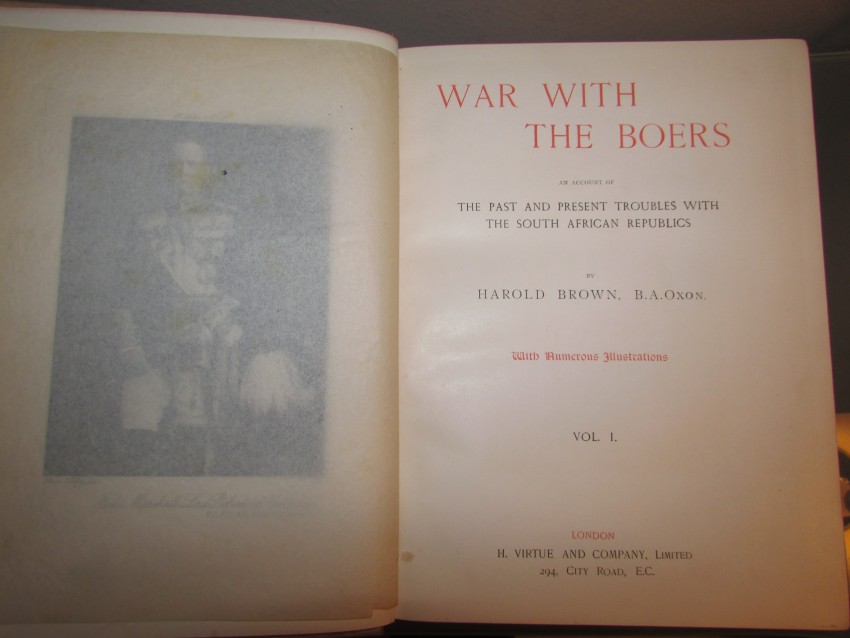 WAR WITH
THE BOERS
AN ACCOUNT OF
THE PAST AND PRESENT TROUBLES WITH
THE SOUTH AFRICAN REPUBLICS
BY
HAROLD BROWN, B.A.OXON.
With Numerous Illustrations
VOL. I.
LONDON
H. VIRTUE AND COMPANY, LIMITED
294, CITY ROAD, E.C.